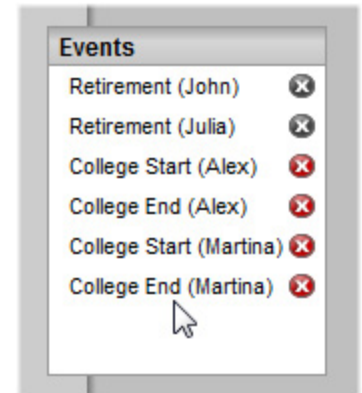 Events
Retirement (John)
Retirement (Julia)
College Start (Alex)
College End (Alex)
College Start (Martina)
College End (Martina)